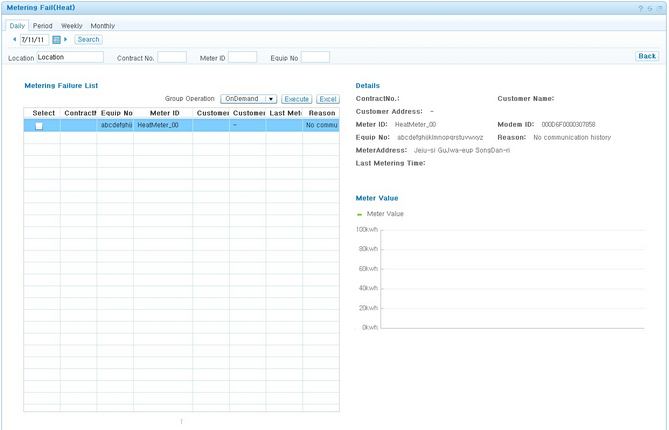 Metering Fail(Heat)
Daily Period Weekly Monthly
7/11/11 Search
Location Location Contract No. Meter ID Equip No Back
Metering Failure List
Group Operation OnDemand Execute Excel
Select Contractl Equip No Meter ID Customer Customer Last Mete Reason
abcdefghij HeatMeter_00 - No commu
Details
ContractNo.: Customer Name:
Customer Address: -
Meter ID: HeatMeter_00 Modem ID: 000D6F0000307858
Equip No: abcdefghijklmnopqrstuvwxyz Reason: No communication history
MeterAddress: Jeju-si GuJwa-eup SongDan-ri
Last Metering Time:
Meter Value
Meter Value
100kwh
80kwh
60kwh
40kwh
20kwh
0kwh
1